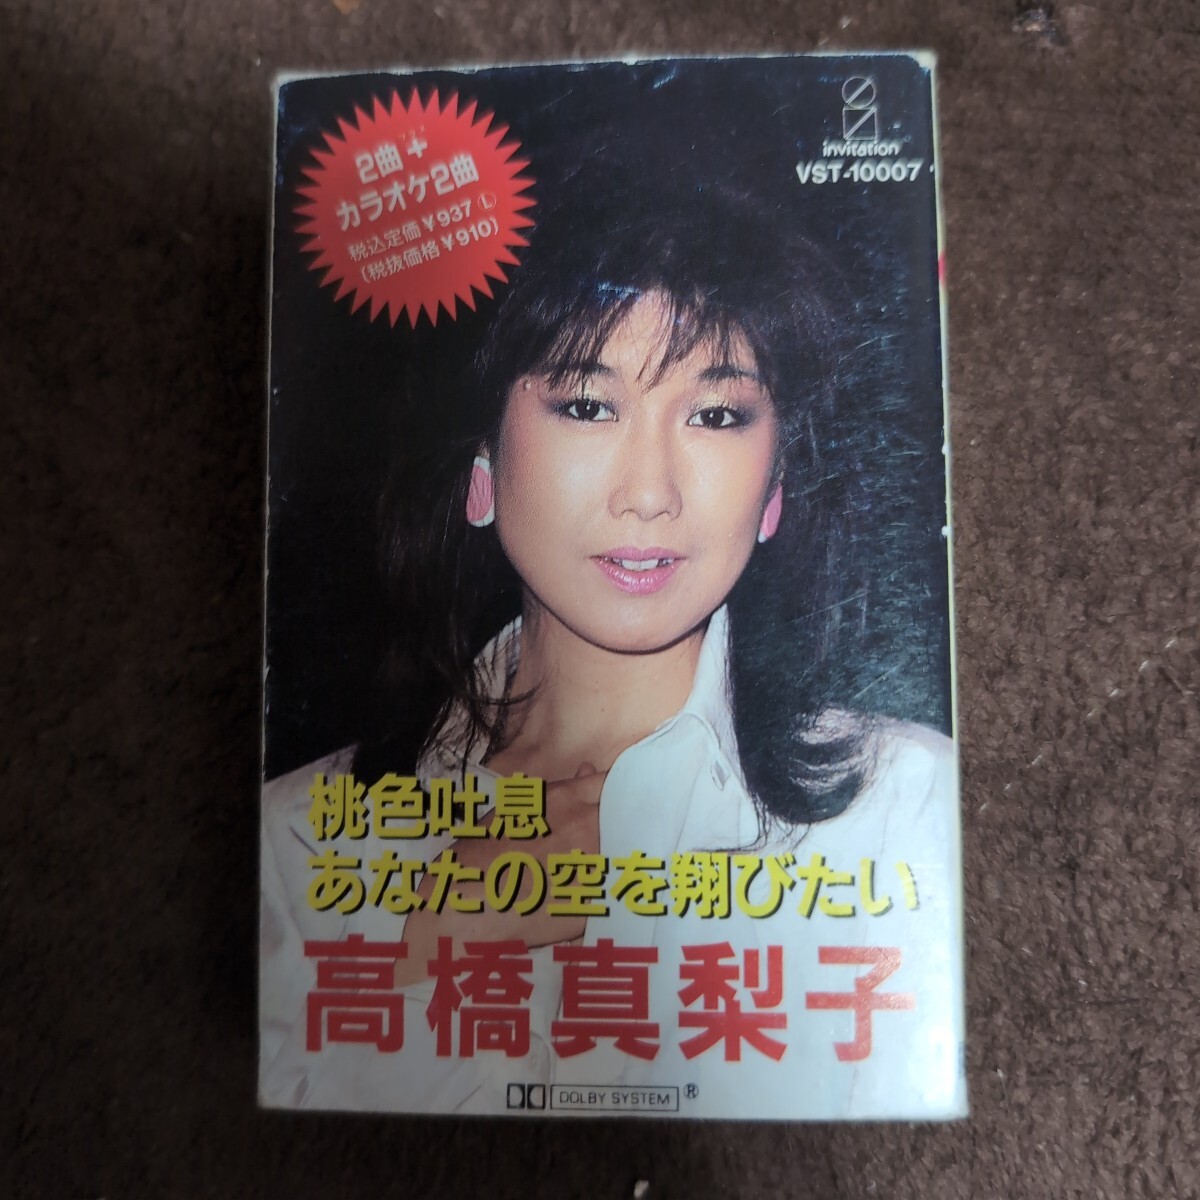 2曲+
カラオケ2曲
税込定価¥937 Ⓛ
(税抜価格¥910)
invitation
VST-10007
桃色吐息
あなたの空を翔びたい
高橋真梨子
DOLBY SYSTEM ®